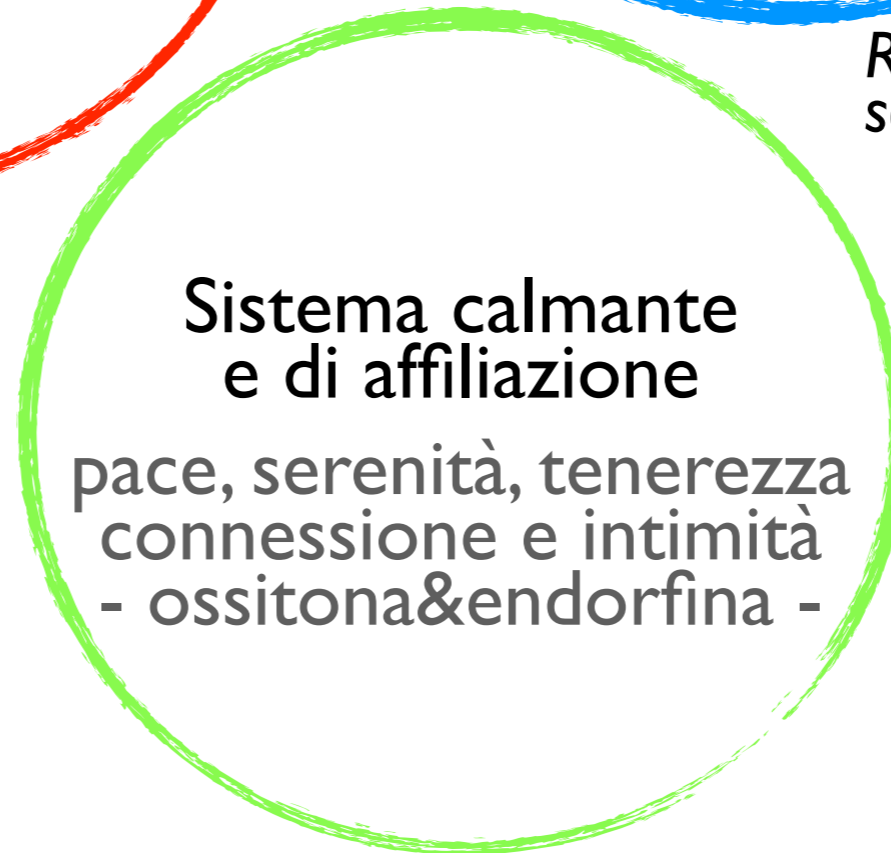 Sistema calmante
e di affiliazione
pace, serenità, tenerezza
connessione e intimità
- ossitona&endorfina -